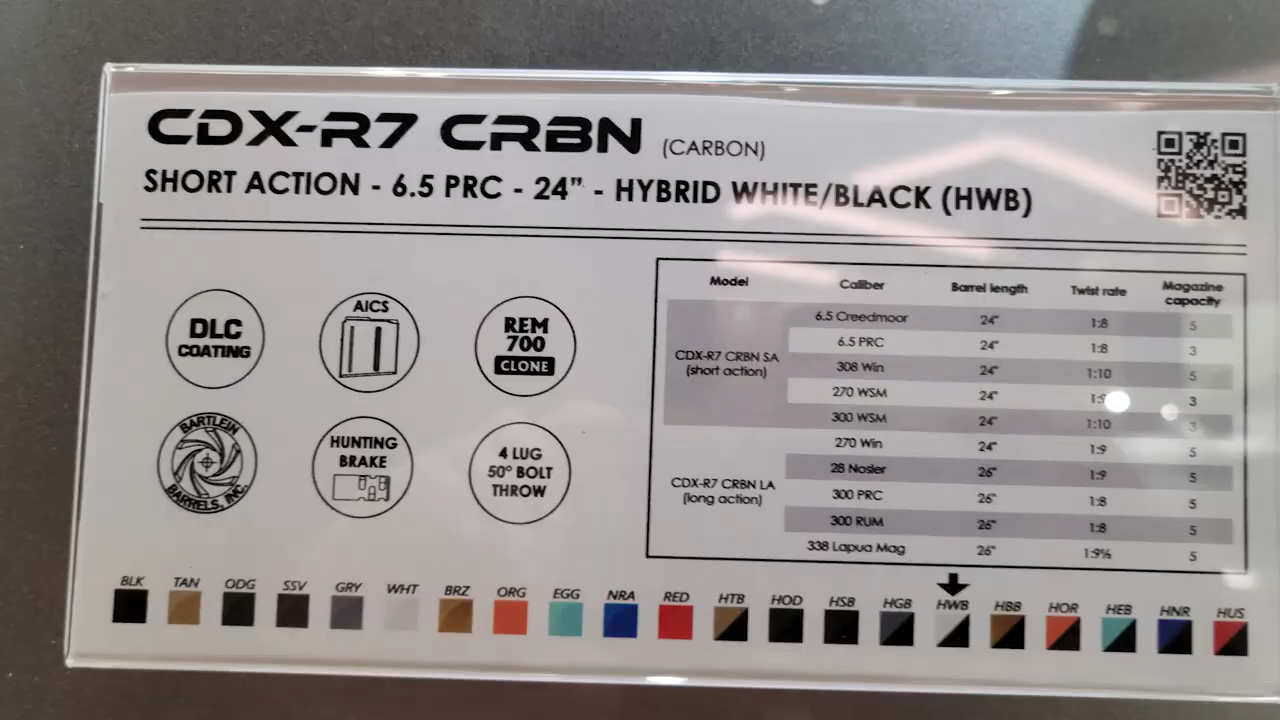 CDX-R7 CRBN (CARBON)
SHORT ACTION - 6.5 PRC - 24" - HYBRID WHITE/BLACK (HWB)
DLC
COATING
AICS
REM
700
CLONE
BARTLEIN
BARRELS, INC.
HUNTING
BRAKE
4 LUG
50° BOLT
THROW
Model Caliber Barrel length Twist rate Magazine capacity
CDX-R7 CRBN SA
(short action)
6.5 Creedmoor 24" 1:8 5
6.5 PRC 24" 1:8 3
308 Win 24" 1:10 5
270 WSM 24" 3
300 WSM 24" 1:10 3
CDX-R7 CRBN LA
(long action)
270 Win 24" 1:9 5
28 Nosler 26" 1:9 5
300 PRC 26" 1:8 5
300 RUM 26" 1:8 5
338 Lapua Mag 26" 1:9½ 5
BLK TAN ODG SSV GRY WHT BRZ ORG EGG NRA RED HTB HOD HSB HGB HWB HBB HOR HEB HNR HUS